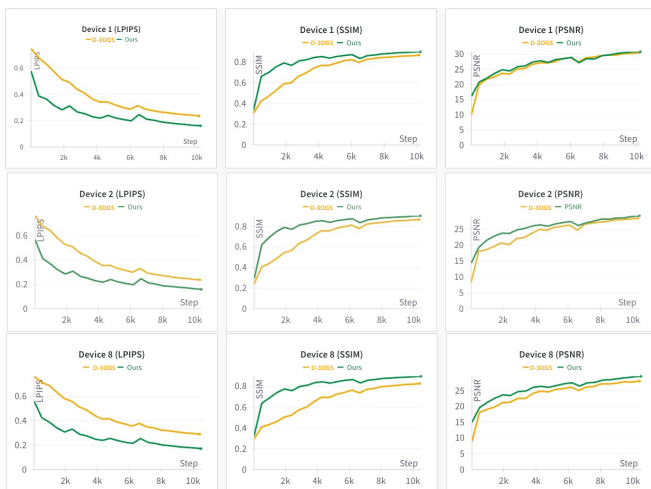 Device 1 (LPIPS)
D-3DGS Ours
LPIPS
0.6
0.4
0.2
0
Step
2k 4k 6k 8k 10k
Device 1 (SSIM)
D-3DGS Ours
SSIM
0.8
0.6
0.4
0.2
0
Step
2k 4k 6k 8k 10k
Device 1 (PSNR)
D-3DGS Ours
PSNR
30
25
20
15
10
5
0
Step
2k 4k 6k 8k 10k
Device 2 (LPIPS)
D-3DGS Ours
LPIPS
0.6
0.4
0.2
0
Step
2k 4k 6k 8k 10k
Device 2 (SSIM)
D-3DGS Ours
SSIM
0.8
0.6
0.4
0.2
0
Step
2k 4k 6k 8k 10k
Device 2 (PSNR)
D-3DGS PSNR
PSNR
25
20
15
10
5
0
Step
2k 4k 6k 8k 10k
Device 8 (LPIPS)
D-3DGS Ours
LPIPS
0.6
0.4
0.2
0
Step
2k 4k 6k 8k 10k
Device 8 (SSIM)
D-3DGS Ours
SSIM
0.8
0.6
0.4
0.2
0
Step
2k 4k 6k 8k 10k
Device 8 (PSNR)
D-3DGS Ours
PSNR
25
20
15
10
5
0
Step
2k 4k 6k 8k 10k